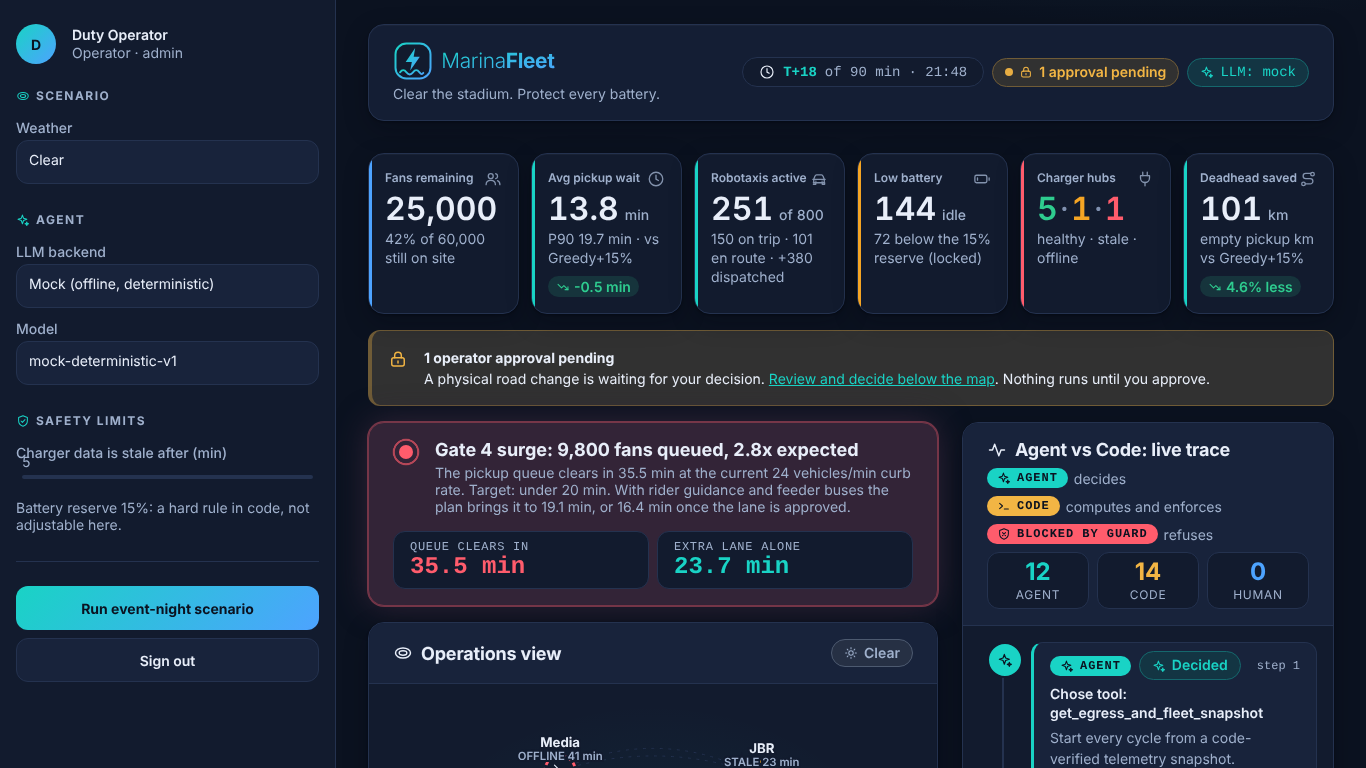 D
Duty Operator
Operator · admin
SCENARIO
Weather
Clear
AGENT
LLM backend
Mock (offline, deterministic)
Model
mock-deterministic-v1
SAFETY LIMITS
Charger data is stale after (min)
5
Battery reserve 15%: a hard rule in code, not
adjustable here.
Run event-night scenario
Sign out
MarinaFleet
Clear the stadium. Protect every battery.
T+18 of 90 min · 21:48
1 approval pending
LLM: mock
Fans remaining
25,000
42% of 60,000
still on site
Avg pickup wait
13.8 min
P90 19.7 min · vs
Greedy+15%
-0.5 min
Robotaxis active
251 of 800
150 on trip · 101
en route · +380
dispatched
Low battery
144 idle
72 below the 15%
reserve (locked)
Charger hubs
5·1·1
healthy · stale ·
offline
Deadhead saved
101 km
empty pickup km
vs Greedy+15%
4.6% less
1 operator approval pending
A physical road change is waiting for your decision. Review and decide below the map. Nothing runs until you approve.
Gate 4 surge: 9,800 fans queued, 2.8x expected
The pickup queue clears in 35.5 min at the current 24 vehicles/min curb
rate. Target: under 20 min. With rider guidance and feeder buses the
plan brings it to 19.1 min, or 16.4 min once the lane is approved.
QUEUE CLEARS IN
35.5 min
EXTRA LANE ALONE
23.7 min
Operations view
Clear
Media
OFFLINE 41 min
JBR
STALE 23 min
Agent vs Code: live trace
AGENT decides
CODE computes and enforces
BLOCKED BY GUARD refuses
12
AGENT
14
CODE
0
HUMAN
AGENT
Decided
step 1
Chose tool:
get_egress_and_fleet_snapshot
Start every cycle from a code-
verified telemetry snapshot.